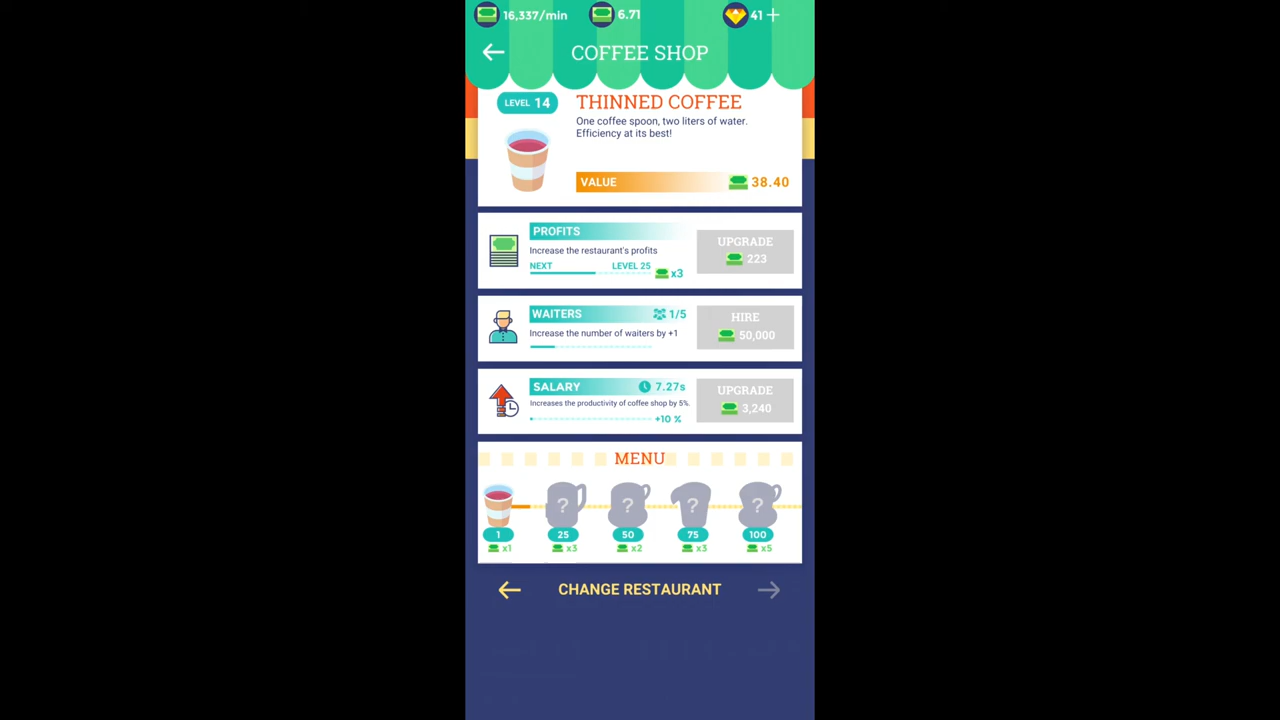 16,337/min 6.71 41 +
COFFEE SHOP
LEVEL 14
THINNED COFFEE
One coffee spoon, two liters of water.
Efficiency at its best!
VALUE 38.40
PROFITS
Increase the restaurant's profits
NEXT LEVEL 25 x3
UPGRADE
223
WAITERS 1/5
Increase the number of waiters by +1
HIRE
50,000
SALARY 7.27s
Increases the productivity of coffee shop by 5%.
+10 %
UPGRADE
3,240
MENU
? ? ? ?
1 25 50 75 100
x1 x3 x2 x3 x5
CHANGE RESTAURANT